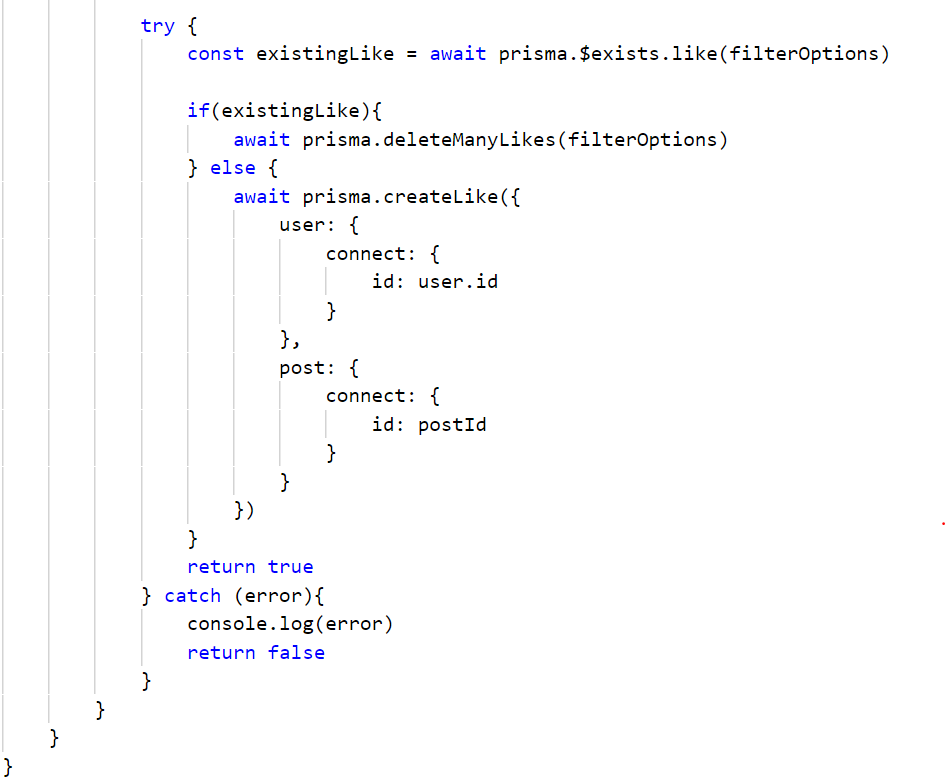 try {
const existingLike = await prisma.$exists.like(filterOptions)
if(existingLike){
await prisma.deleteManyLikes(filterOptions)
} else {
await prisma.createLike({
user: {
connect: {
id: user.id
}
},
post: {
connect: {
id: postId
}
}
})
}
return true
} catch (error){
console.log(error)
return false
}
}
}
}